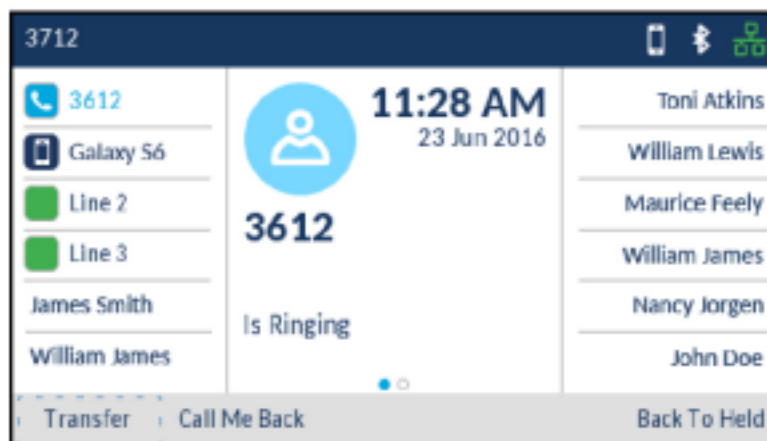 3712
3612
Galaxy S6
Line 2
Line 3
James Smith
William James
11:28 AM
23 Jun 2016
3612
Is Ringing
Toni Atkins
William Lewis
Maurice Feely
William James
Nancy Jorgen
John Doe
Transfer
Call Me Back
Back To Held